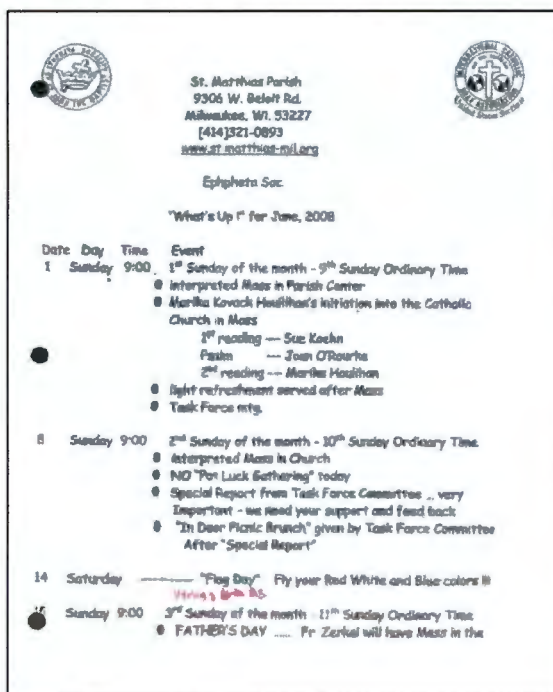 St. Matthias Parish
9306 W. Beloit Rd.
Milwaukee, WI. 53227
[414]321-0893
www.st.matthias-mil.org
Ephpheta Soc.
"What's Up !" for June, 2008
Date Day Time Event
1 Sunday 9:00 1st Sunday of the month - 9th Sunday Ordinary Time
Interpreted Mass in Parish Center
Marika Kovack Houlihan's initiation into the Catholic
Church in Mass
1st reading --- Sue Koehn
Psalm --- Joan O'Rourke
2nd reading --- Marika Houlihan
light refreshment served after Mass
Task Force mtg.
8 Sunday 9:00 2nd Sunday of the month - 10th Sunday Ordinary Time
Interpreted Mass in Church
NO "Pot Luck Gathering" today
Special Report from Task Force Committee ... very
Important - we need your support and feed back
"In Door Picnic Brunch" given by Task Force Committee
After "Special Report"
14 Saturday ---------- "Flag Day" Fly your Red White and Blue colors !!!
Sunday 9:00 3rd Sunday of the month - 11th Sunday Ordinary Time
FATHER'S DAY ..... Fr. Zerkel will have Mass in the